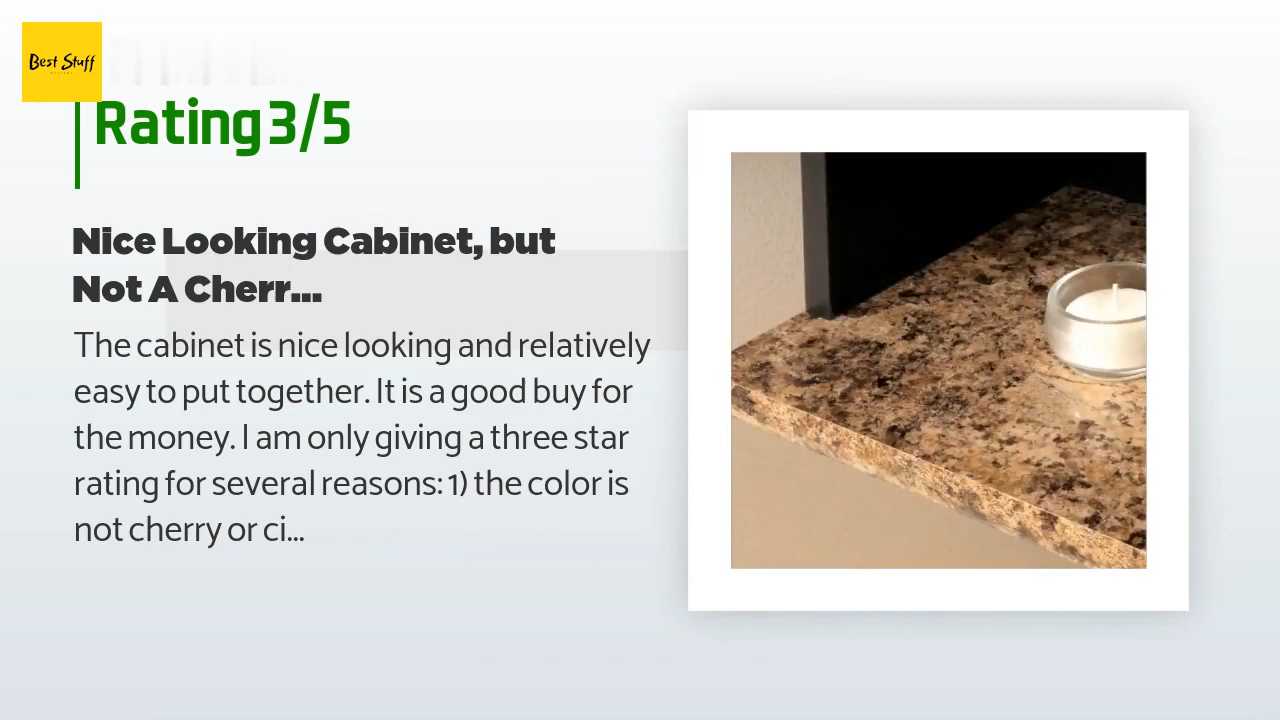 Best Stuff
Rating 3/5
Nice Looking Cabinet, but
Not A Cherr...
The cabinet is nice looking and relatively
easy to put together. It is a good buy for
the money. I am only giving a three star
rating for several reasons: 1) the color is
not cherry or ci...